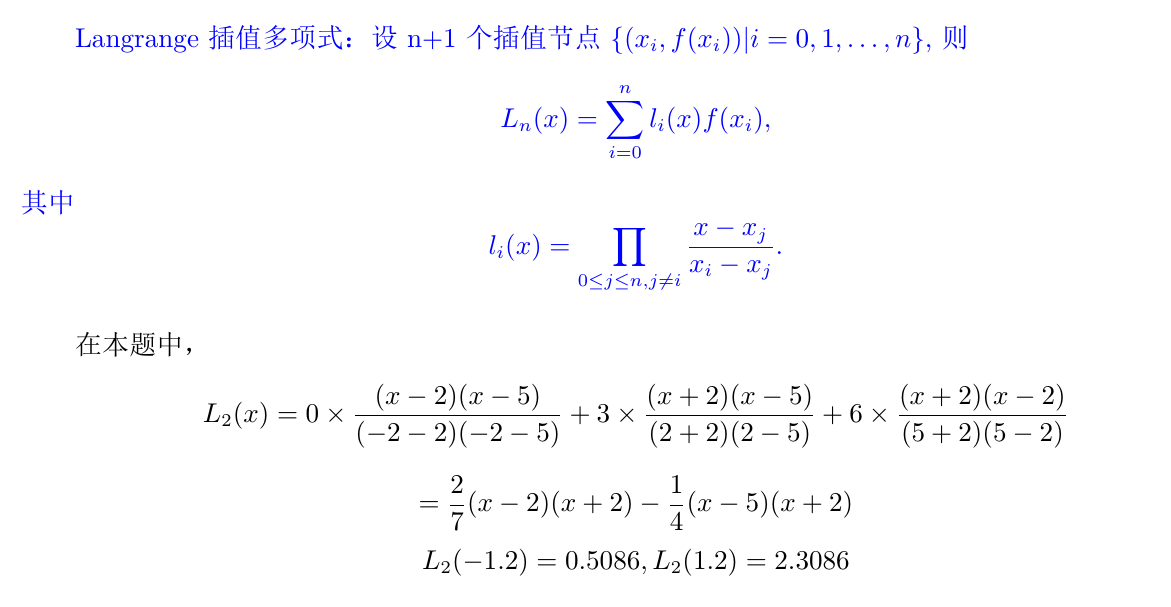 Langrange 插值多项式：设 n+1 个插值节点 {(x_i, f(x_i))|i = 0, 1, . . . , n}, 则
L_n(x) = \sum_{i=0}^{n} l_i(x)f(x_i),
其中
l_i(x) = \prod_{0≤j≤n,j≠i} \frac{x − x_j}{x_i − x_j}.
在本题中，
L_2(x) = 0 × \frac{(x − 2)(x − 5)}{(−2 − 2)(−2 − 5)} + 3 × \frac{(x + 2)(x − 5)}{(2 + 2)(2 − 5)} + 6 × \frac{(x + 2)(x − 2)}{(5 + 2)(5 − 2)}
= \frac{2}{7}(x − 2)(x + 2) − \frac{1}{4}(x − 5)(x + 2)
L_2(−1.2) = 0.5086, L_2(1.2) = 2.3086